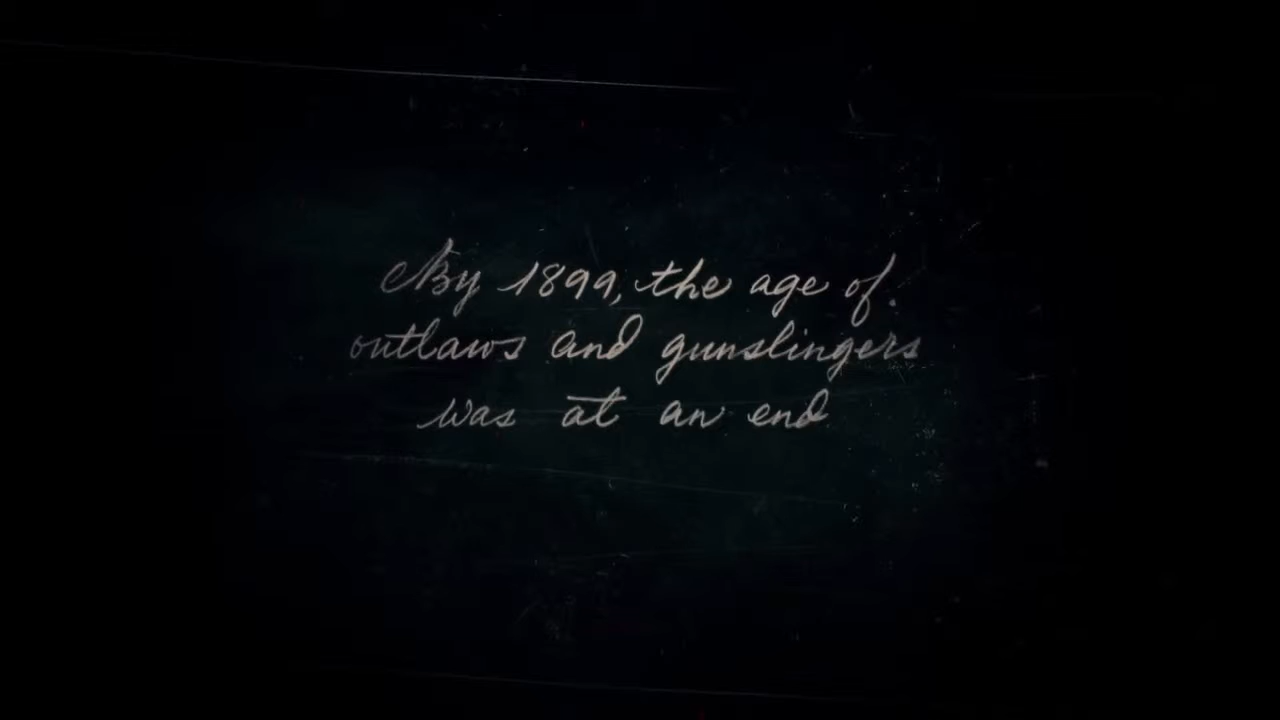 By 1899, the age of
outlaws and gunslingers
was at an end